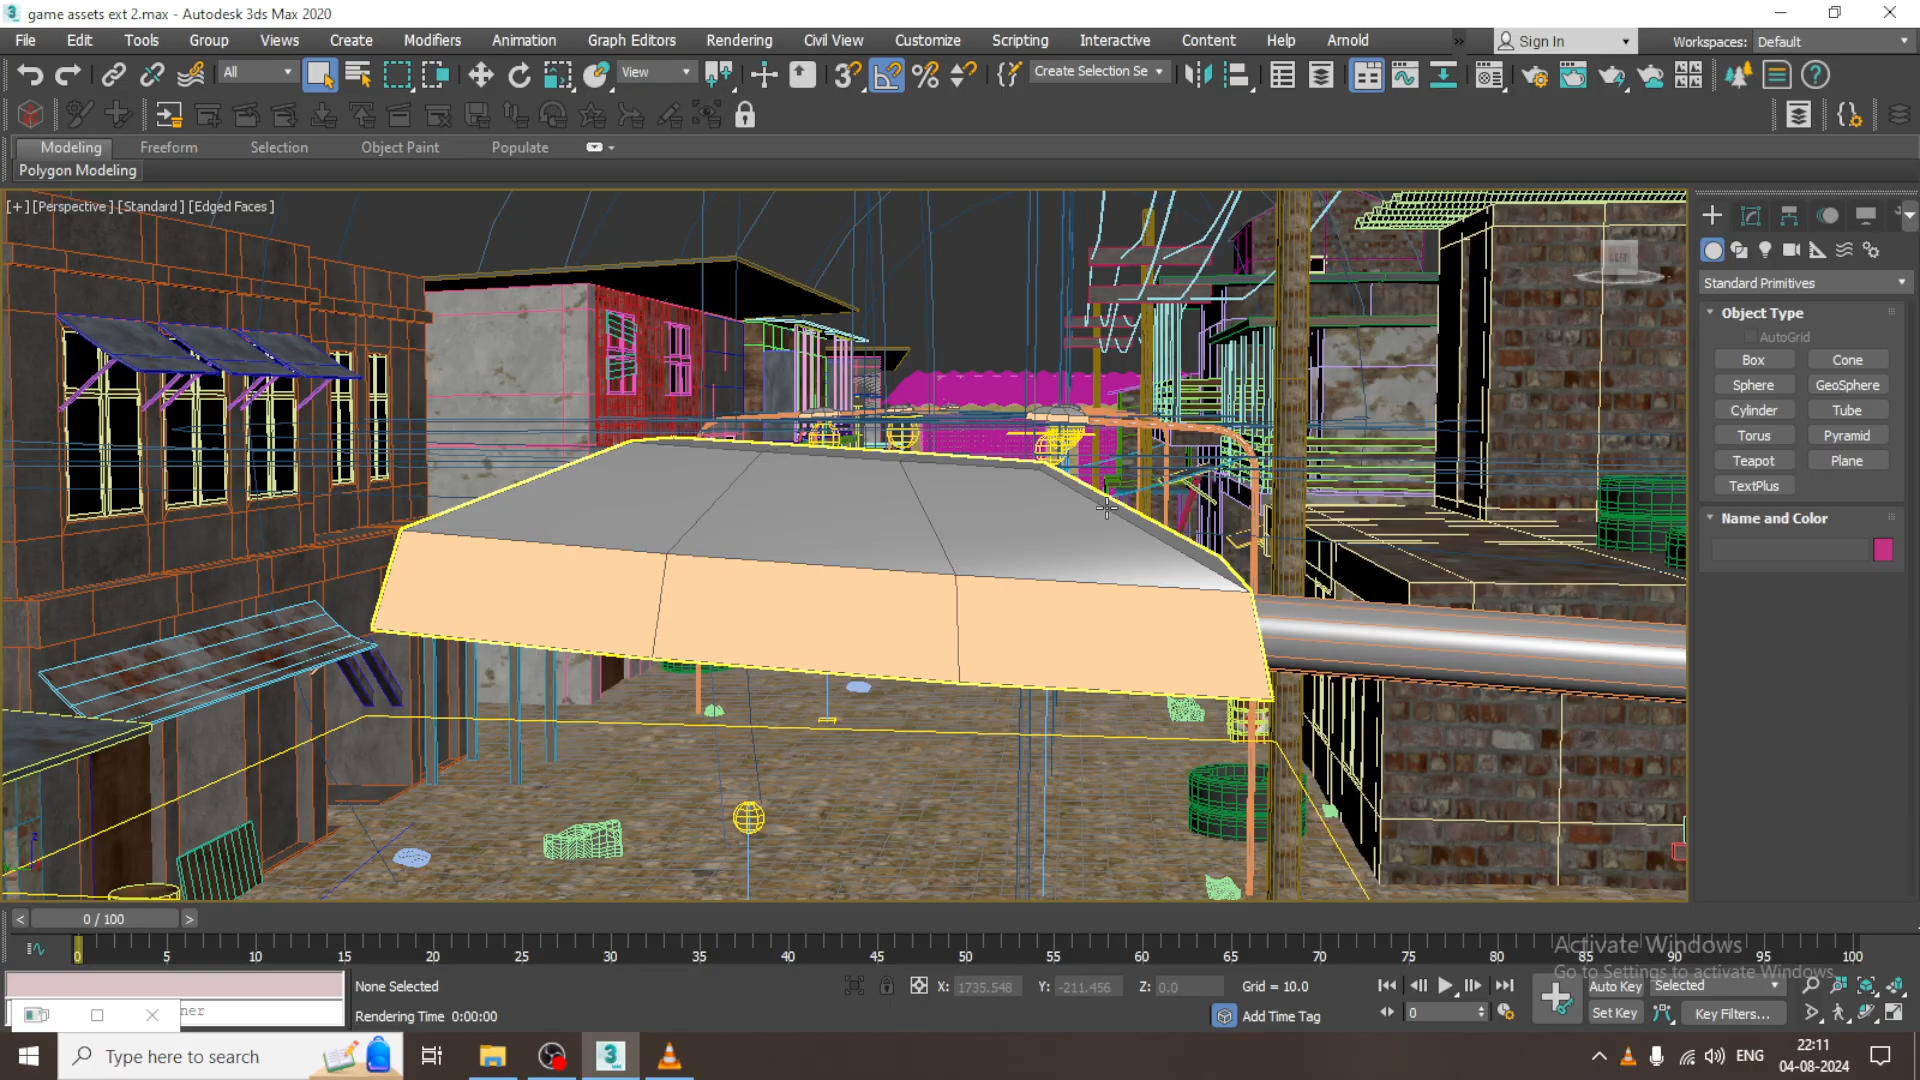 game assets ext 2.max - Autodesk 3ds Max 2020
File Edit Tools Group Views Create Modifiers Animation Graph Editors Rendering Civil View Customize Scripting Interactive Content Help Arnold » Sign In Workspaces: Default
All View Create Selection Se
Modeling Freeform Selection Object Paint Populate
Polygon Modeling
[+] [Perspective ] [Standard ] [Edged Faces ]
Standard Primitives
Object Type
AutoGrid
Box Cone
Sphere GeoSphere
Cylinder Tube
Torus Pyramid
Teapot Plane
TextPlus
Name and Color
< 0 / 100 >
0 5 10 15 20 25 30 35 40 45 50 55 60 65 70 75 80 85 90 95 100
Activate Windows
Go to Settings to activate Windows.
None Selected X: 1735.548 Y: -211.456 Z: 0.0 Grid = 10.0 Auto Key Selected
Rendering Time 0:00:00 Add Time Tag 0 Set Key Key Filters...
Type here to search ENG 22:11
04-08-2024